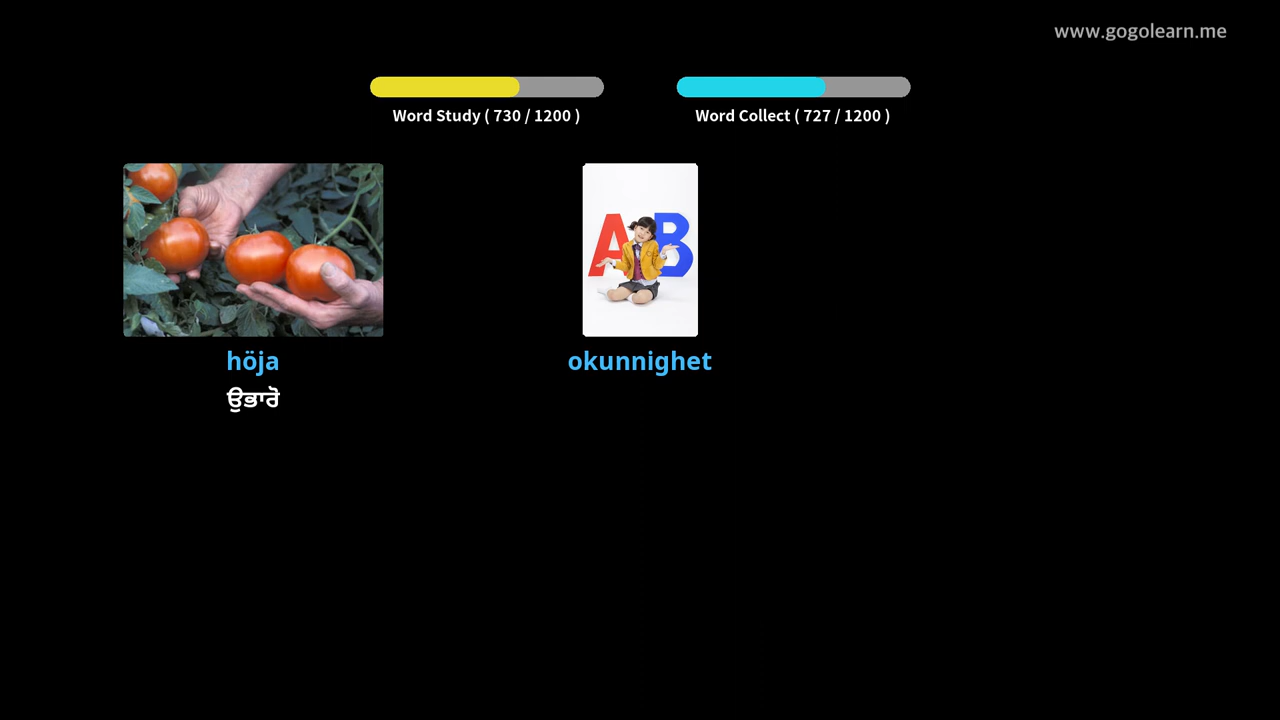 www.gogolearn.me
Word Study ( 730 / 1200 )
Word Collect ( 727 / 1200 )
A B
höja
okunnighet
ਉਭਾਰੋ